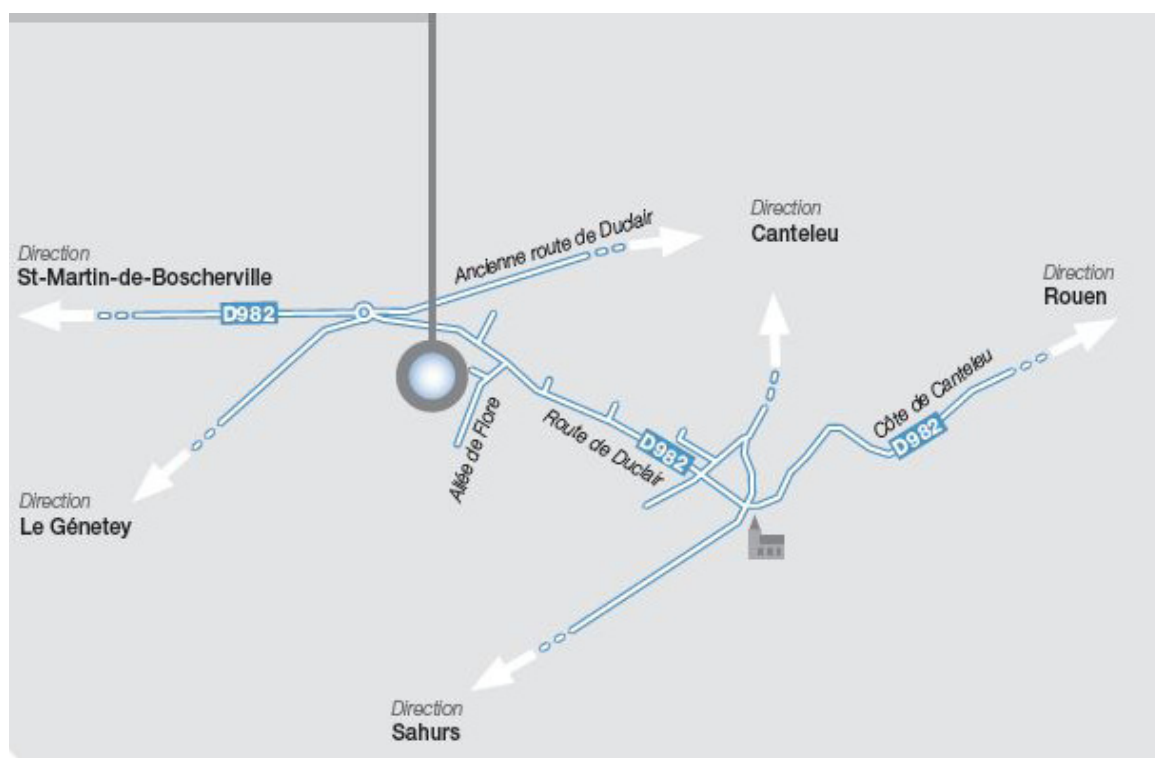 Direction
Canteleu
Ancienne route de Duclair
Direction
St-Martin-de-Boscherville
Direction
Rouen
D982
Côte de Canteleu
D982
Allée de Flore
Route de Duclair
D982
Direction
Le Génetey
Direction
Sahurs